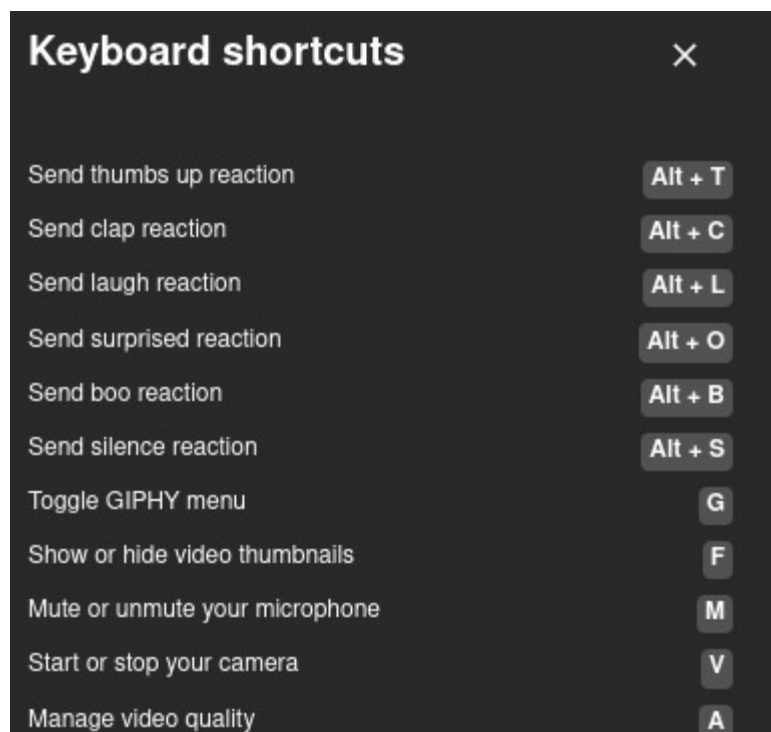 Keyboard shortcuts
Send thumbs up reaction Alt + T
Send clap reaction Alt + C
Send laugh reaction Alt + L
Send surprised reaction Alt + O
Send boo reaction Alt + B
Send silence reaction Alt + S
Toggle GIPHY menu G
Show or hide video thumbnails F
Mute or unmute your microphone M
Start or stop your camera V
Manage video quality A